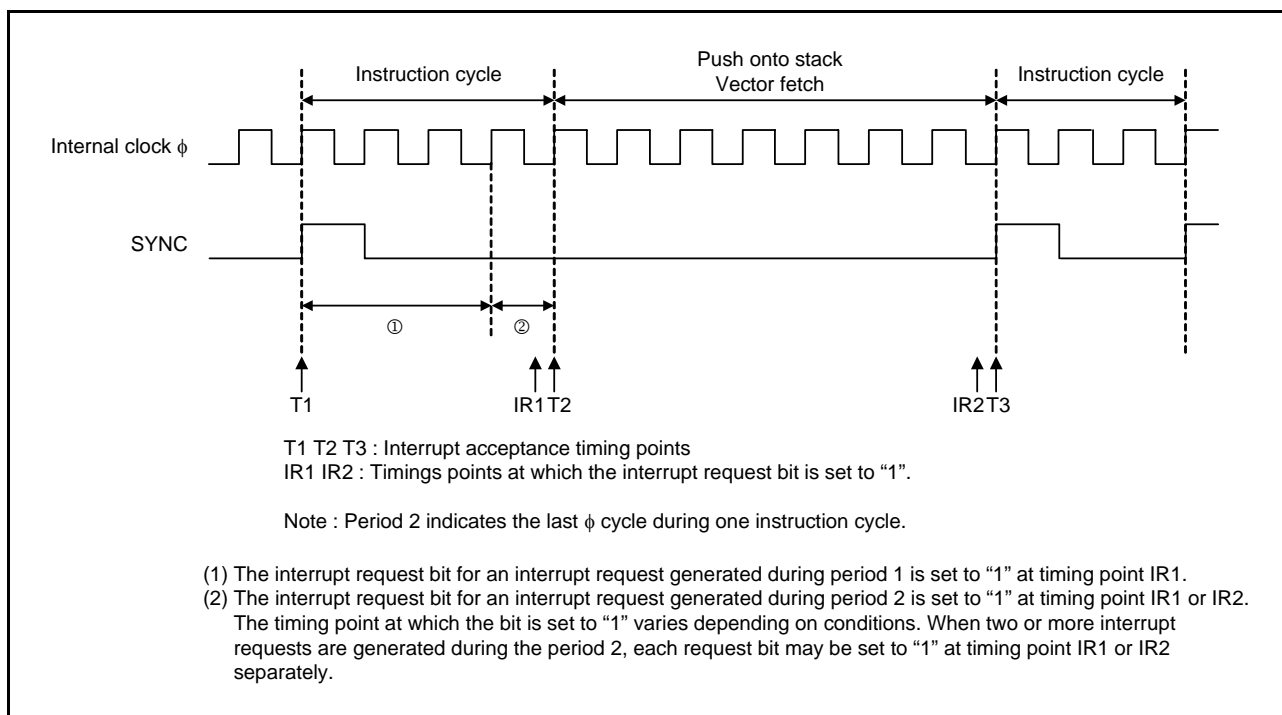 Instruction cycle
Push onto stack
Vector fetch
Instruction cycle
Internal clock ϕ
SYNC
①
②
T1
IR1 T2
IR2 T3
T1 T2 T3 : Interrupt acceptance timing points
IR1 IR2 : Timings points at which the interrupt request bit is set to “1”.
Note : Period 2 indicates the last ϕ cycle during one instruction cycle.
(1) The interrupt request bit for an interrupt request generated during period 1 is set to “1” at timing point IR1.
(2) The interrupt request bit for an interrupt request generated during period 2 is set to “1” at timing point IR1 or IR2.
The timing point at which the bit is set to “1” varies depending on conditions. When two or more interrupt
requests are generated during the period 2, each request bit may be set to “1” at timing point IR1 or IR2
separately.